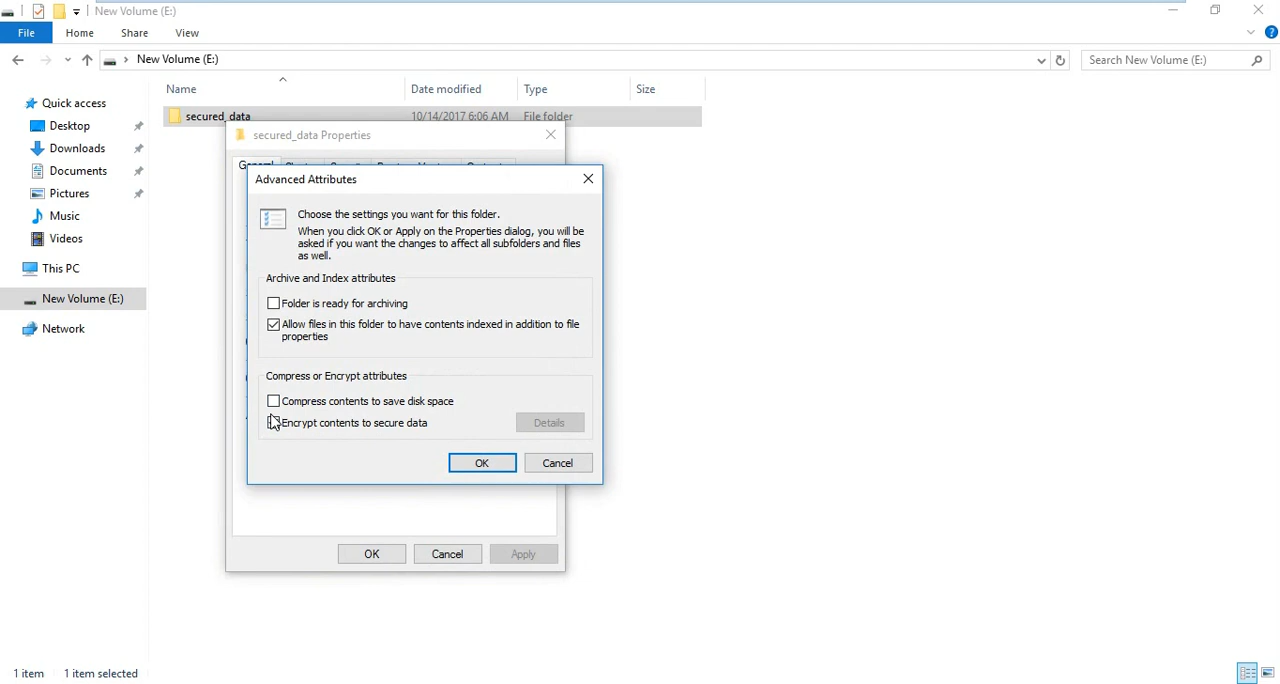 New Volume (E:)
File Home Share View
New Volume (E:) Search New Volume (E:)
Name Date modified Type Size
Quick access
secured_data 10/14/2017 6:06 AM File folder
Desktop
Downloads
Documents
Pictures
Music
Videos
This PC
New Volume (E:)
Network
secured_data Properties
Advanced Attributes
Choose the settings you want for this folder.
When you click OK or Apply on the Properties dialog, you will be
asked if you want the changes to affect all subfolders and files
as well.
Archive and Index attributes
Folder is ready for archiving
Allow files in this folder to have contents indexed in addition to file
properties
Compress or Encrypt attributes
Compress contents to save disk space
Encrypt contents to secure data Details
OK Cancel
OK Cancel Apply
1 item 1 item selected